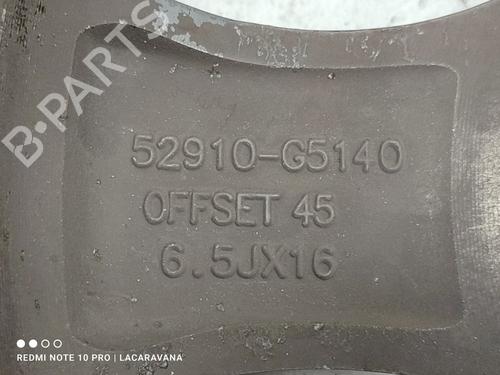 B-PARTS
52910-G5140
OFFSET 45
6.5JX16
REDMI NOTE 10 PRO | LACARAVANA